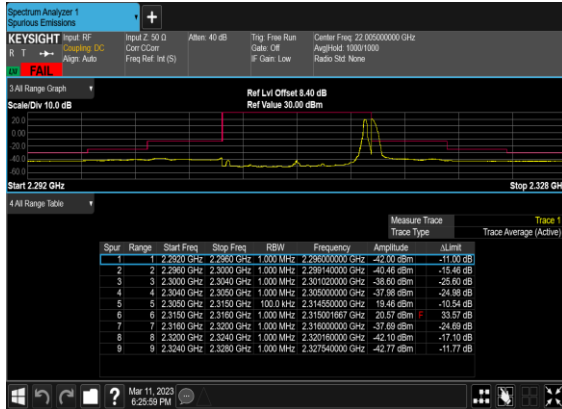 Spectrum Analyzer 1
Spurious Emissions
+
KEYSIGHT Input: RF Input Z: 50 Ω Atten: 40 dB Trig: Free Run Center Freq: 22.005000000 GHz
R T Coupling: DC Corr CCorr Gate: Off Avg|Hold: 1000/1000
Align: Auto Freq Ref: Int (S) IF Gain: Low Radio Std: None
FAIL
3 All Range Graph Ref Lvl Offset 8.40 dB
Scale/Div 10.0 dB Ref Value 30.00 dBm
20.0
0.00
-20.0
-40.0
-60.0
Start 2.292 GHz Stop 2.328 GH
4 All Range Table
Measure Trace Trace 1
Trace Type Trace Average (Active)
Spur Range Start Freq Stop Freq RBW Frequency Amplitude ΔLimit
1 1 2.2920 GHz 2.2960 GHz 1.000 MHz 2.296000000 GHz -42.00 dBm -11.00 dB
2 2 2.2960 GHz 2.3000 GHz 1.000 MHz 2.299140000 GHz -40.46 dBm -15.46 dB
3 3 2.3000 GHz 2.3040 GHz 1.000 MHz 2.301020000 GHz -38.60 dBm -25.60 dB
4 4 2.3040 GHz 2.3050 GHz 1.000 MHz 2.305000000 GHz -37.98 dBm -24.98 dB
5 5 2.3050 GHz 2.3150 GHz 100.0 kHz 2.314550000 GHz 19.46 dBm -10.54 dB
6 6 2.3150 GHz 2.3160 GHz 1.000 MHz 2.315001667 GHz 20.57 dBm F 33.57 dB
7 7 2.3160 GHz 2.3200 GHz 1.000 MHz 2.316000000 GHz -37.69 dBm -24.69 dB
8 8 2.3200 GHz 2.3240 GHz 1.000 MHz 2.320160000 GHz -42.10 dBm -17.10 dB
9 9 2.3240 GHz 2.3280 GHz 1.000 MHz 2.327540000 GHz -42.77 dBm -11.77 dB
? Mar 11, 2023
6:25:59 PM